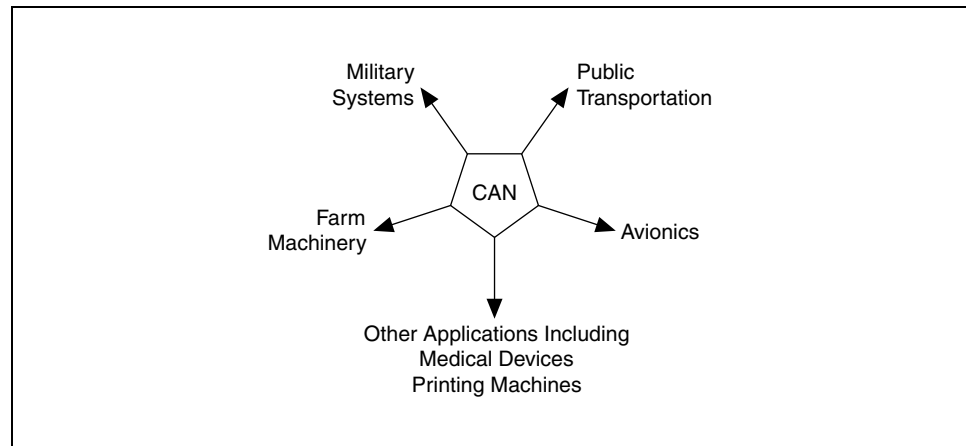 Military
Systems
Public
Transportation
CAN
Farm
Machinery
Avionics
Other Applications Including
Medical Devices
Printing Machines